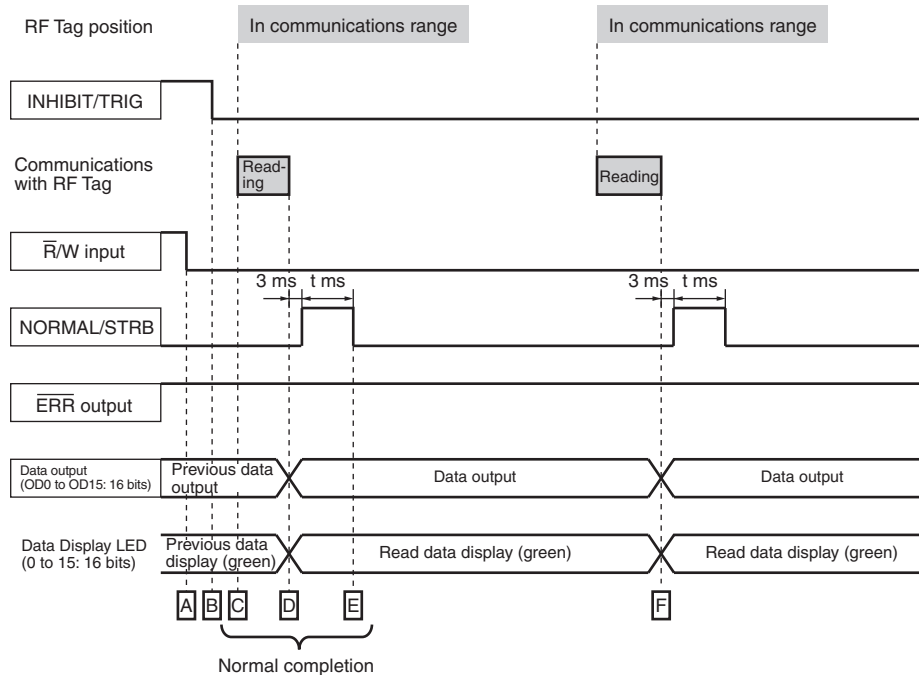 RF Tag position
In communications range
In communications range
INHIBIT/TRIG
Communications
with RF Tag
Read-
ing
Reading
R̅/W input
3 ms
t ms
3 ms
t ms
NORMAL/STRB
E̅R̅R̅ output
Data output
(OD0 to OD15: 16 bits)
Previous data
output
Data output
Data output
Data Display LED
(0 to 15: 16 bits)
Previous data
display (green)
Read data display (green)
Read data display (green)
A
B
C
D
E
F
Normal completion